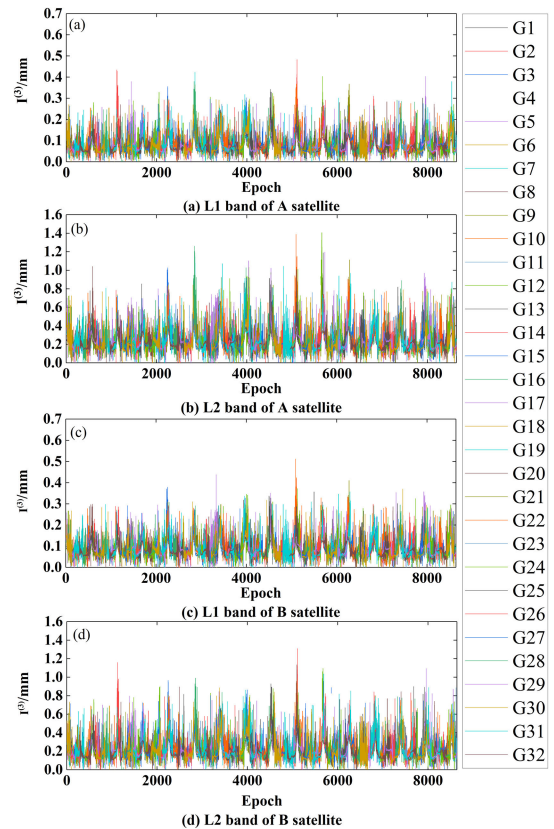 (a)
I(3)/mm
0.7
0.6
0.5
0.4
0.3
0.2
0.1
0.0
0 2000 4000 6000 8000
Epoch
(a) L1 band of A satellite
(b)
I(3)/mm
1.6
1.4
1.2
1.0
0.8
0.6
0.4
0.2
0.0
0 2000 4000 6000 8000
Epoch
(b) L2 band of A satellite
(c)
I(3)/mm
0.7
0.6
0.5
0.4
0.3
0.2
0.1
0.0
0 2000 4000 6000 8000
Epoch
(c) L1 band of B satellite
(d)
I(3)/mm
1.6
1.4
1.2
1.0
0.8
0.6
0.4
0.2
0.0
0 2000 4000 6000 8000
Epoch
(d) L2 band of B satellite
G1
G2
G3
G4
G5
G6
G7
G8
G9
G10
G11
G12
G13
G14
G15
G16
G17
G18
G19
G20
G21
G22
G23
G24
G25
G26
G27
G28
G29
G30
G31
G32